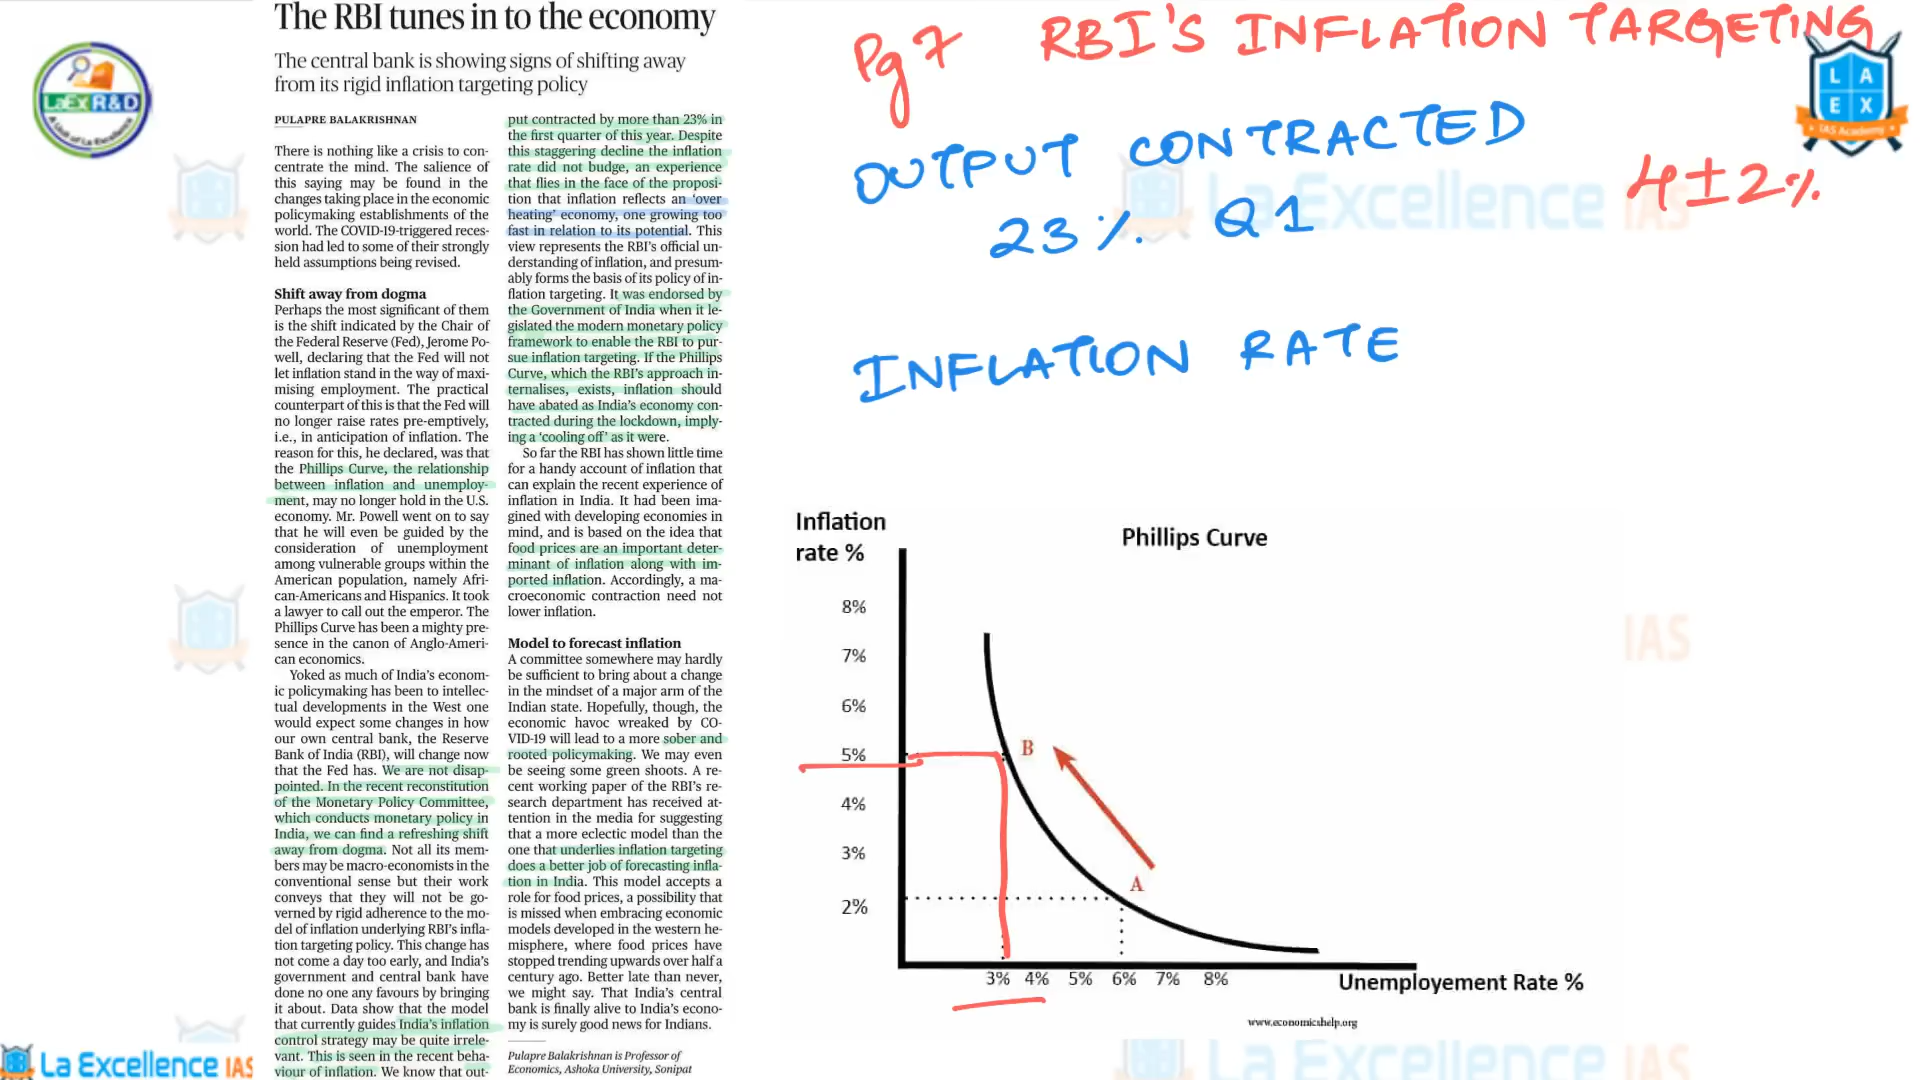 The RBI tunes in to the economy
The central bank is showing signs of shifting away
from its rigid inflation targeting policy
PULAPRE BALAKRISHNAN
There is nothing like a crisis to con-
centrate the mind. The salience of
this saying may be found in the
changes taking place in the economic
policymaking establishments of the
world. The COVID-19-triggered reces-
sion had led to some of their strongly
held assumptions being revised.
Shift away from dogma
Perhaps the most significant of them
is the shift indicated by the Chair of
the Federal Reserve (Fed), Jerome Po-
well, declaring that the Fed will not
let inflation stand in the way of maxi-
mising employment. The practical
counterpart of this is that the Fed will
no longer raise rates pre-emptively,
i.e., in anticipation of inflation. The
reason for this, he declared, was that
the Phillips Curve, the relationship
between inflation and unemploy-
ment, may no longer hold in the U.S.
economy. Mr. Powell went on to say
that he will even be guided by the
consideration of unemployment
among vulnerable groups within the
American population, namely Afri-
can-Americans and Hispanics. It took
a lawyer to call out the emperor. The
Phillips Curve has been a mighty pre-
sence in the canon of Anglo-Ameri-
can economics.
Yoked as much of India's econom-
ic policymaking has been to intellec-
tual developments in the West one
would expect some changes in how
our own central bank, the Reserve
Bank of India (RBI), will change now
that the Fed has. We are not disap-
pointed. In the recent reconstitution
of the Monetary Policy Committee,
which conducts monetary policy in
India, we can find a refreshing shift
away from dogma. Not all its mem-
bers may be macro-economists in the
conventional sense but their work
conveys that they will not be go-
verned by rigid adherence to the mo-
del of inflation underlying RBI's infla-
tion targeting policy. This change has
not come a day too early, and India's
government and central bank have
done no one any favours by bringing
it about. Data show that the model
that currently guides India's inflation
control strategy may be quite irrele-
vant. This is seen in the recent beha-
viour of inflation. We know that out-
put contracted by more than 23% in
the first quarter of this year. Despite
this staggering decline the inflation
rate did not budge, an experience
that flies in the face of the proposi-
tion that inflation reflects an 'over
heating' economy, one growing too
fast in relation to its potential. This
view represents the RBI's official un-
derstanding of inflation, and presum-
ably forms the basis of its policy of in-
flation targeting. It was endorsed by
the Government of India when it le-
gislated the modern monetary policy
framework to enable the RBI to pur-
sue inflation targeting. If the Phillips
Curve, which the RBI's approach in-
ternalises, exists, inflation should
have abated as India's economy con-
tracted during the lockdown, imply-
ing a 'cooling off' as it were.
So far the RBI has shown little time
for a handy account of inflation that
can explain the recent experience of
inflation in India. It had been ima-
gined with developing economies in
mind, and is based on the idea that
food prices are an important deter-
minant of inflation along with im-
ported inflation. Accordingly, a ma-
croeconomic contraction need not
lower inflation.
Model to forecast inflation
A committee somewhere may hardly
be sufficient to bring about a change
in the mindset of a major arm of the
Indian state. Hopefully, though, the
economic havoc wreaked by CO-
VID-19 will lead to a more sober and
rooted policymaking. We may even
be seeing some green shoots. A re-
cent working paper of the RBI's re-
search department has received at-
tention in the media for suggesting
that a more eclectic model than the
one that underlies inflation targeting
does a better job of forecasting infla-
tion in India. This model accepts a
role for food prices, a possibility that
is missed when embracing economic
models developed in the western he-
misphere, where food prices have
stopped trending upwards over half a
century ago. Better late than never,
we might say. That India's central
bank is finally alive to India's econo-
my is surely good news for Indians.
Pulapre Balakrishnan is Professor of
Economics, Ashoka University, Sonipat
Pg 7 RBI'S INFLATION TARGETING
OUTPUT CONTRACTED
23% Q1
4±2%
INFLATION RATE
Inflation
rate %
Phillips Curve
8%
7%
6%
5%
4%
3%
2%
B
A
3% 4% 5% 6% 7% 8%
Unemployement Rate %
www.economicshelp.org
LaEx R&D
A Unit of La Excellence
L A
E X
IAS Academy
La Excellence IAS
IAS
La Excellence IAS
La Excellence IAS